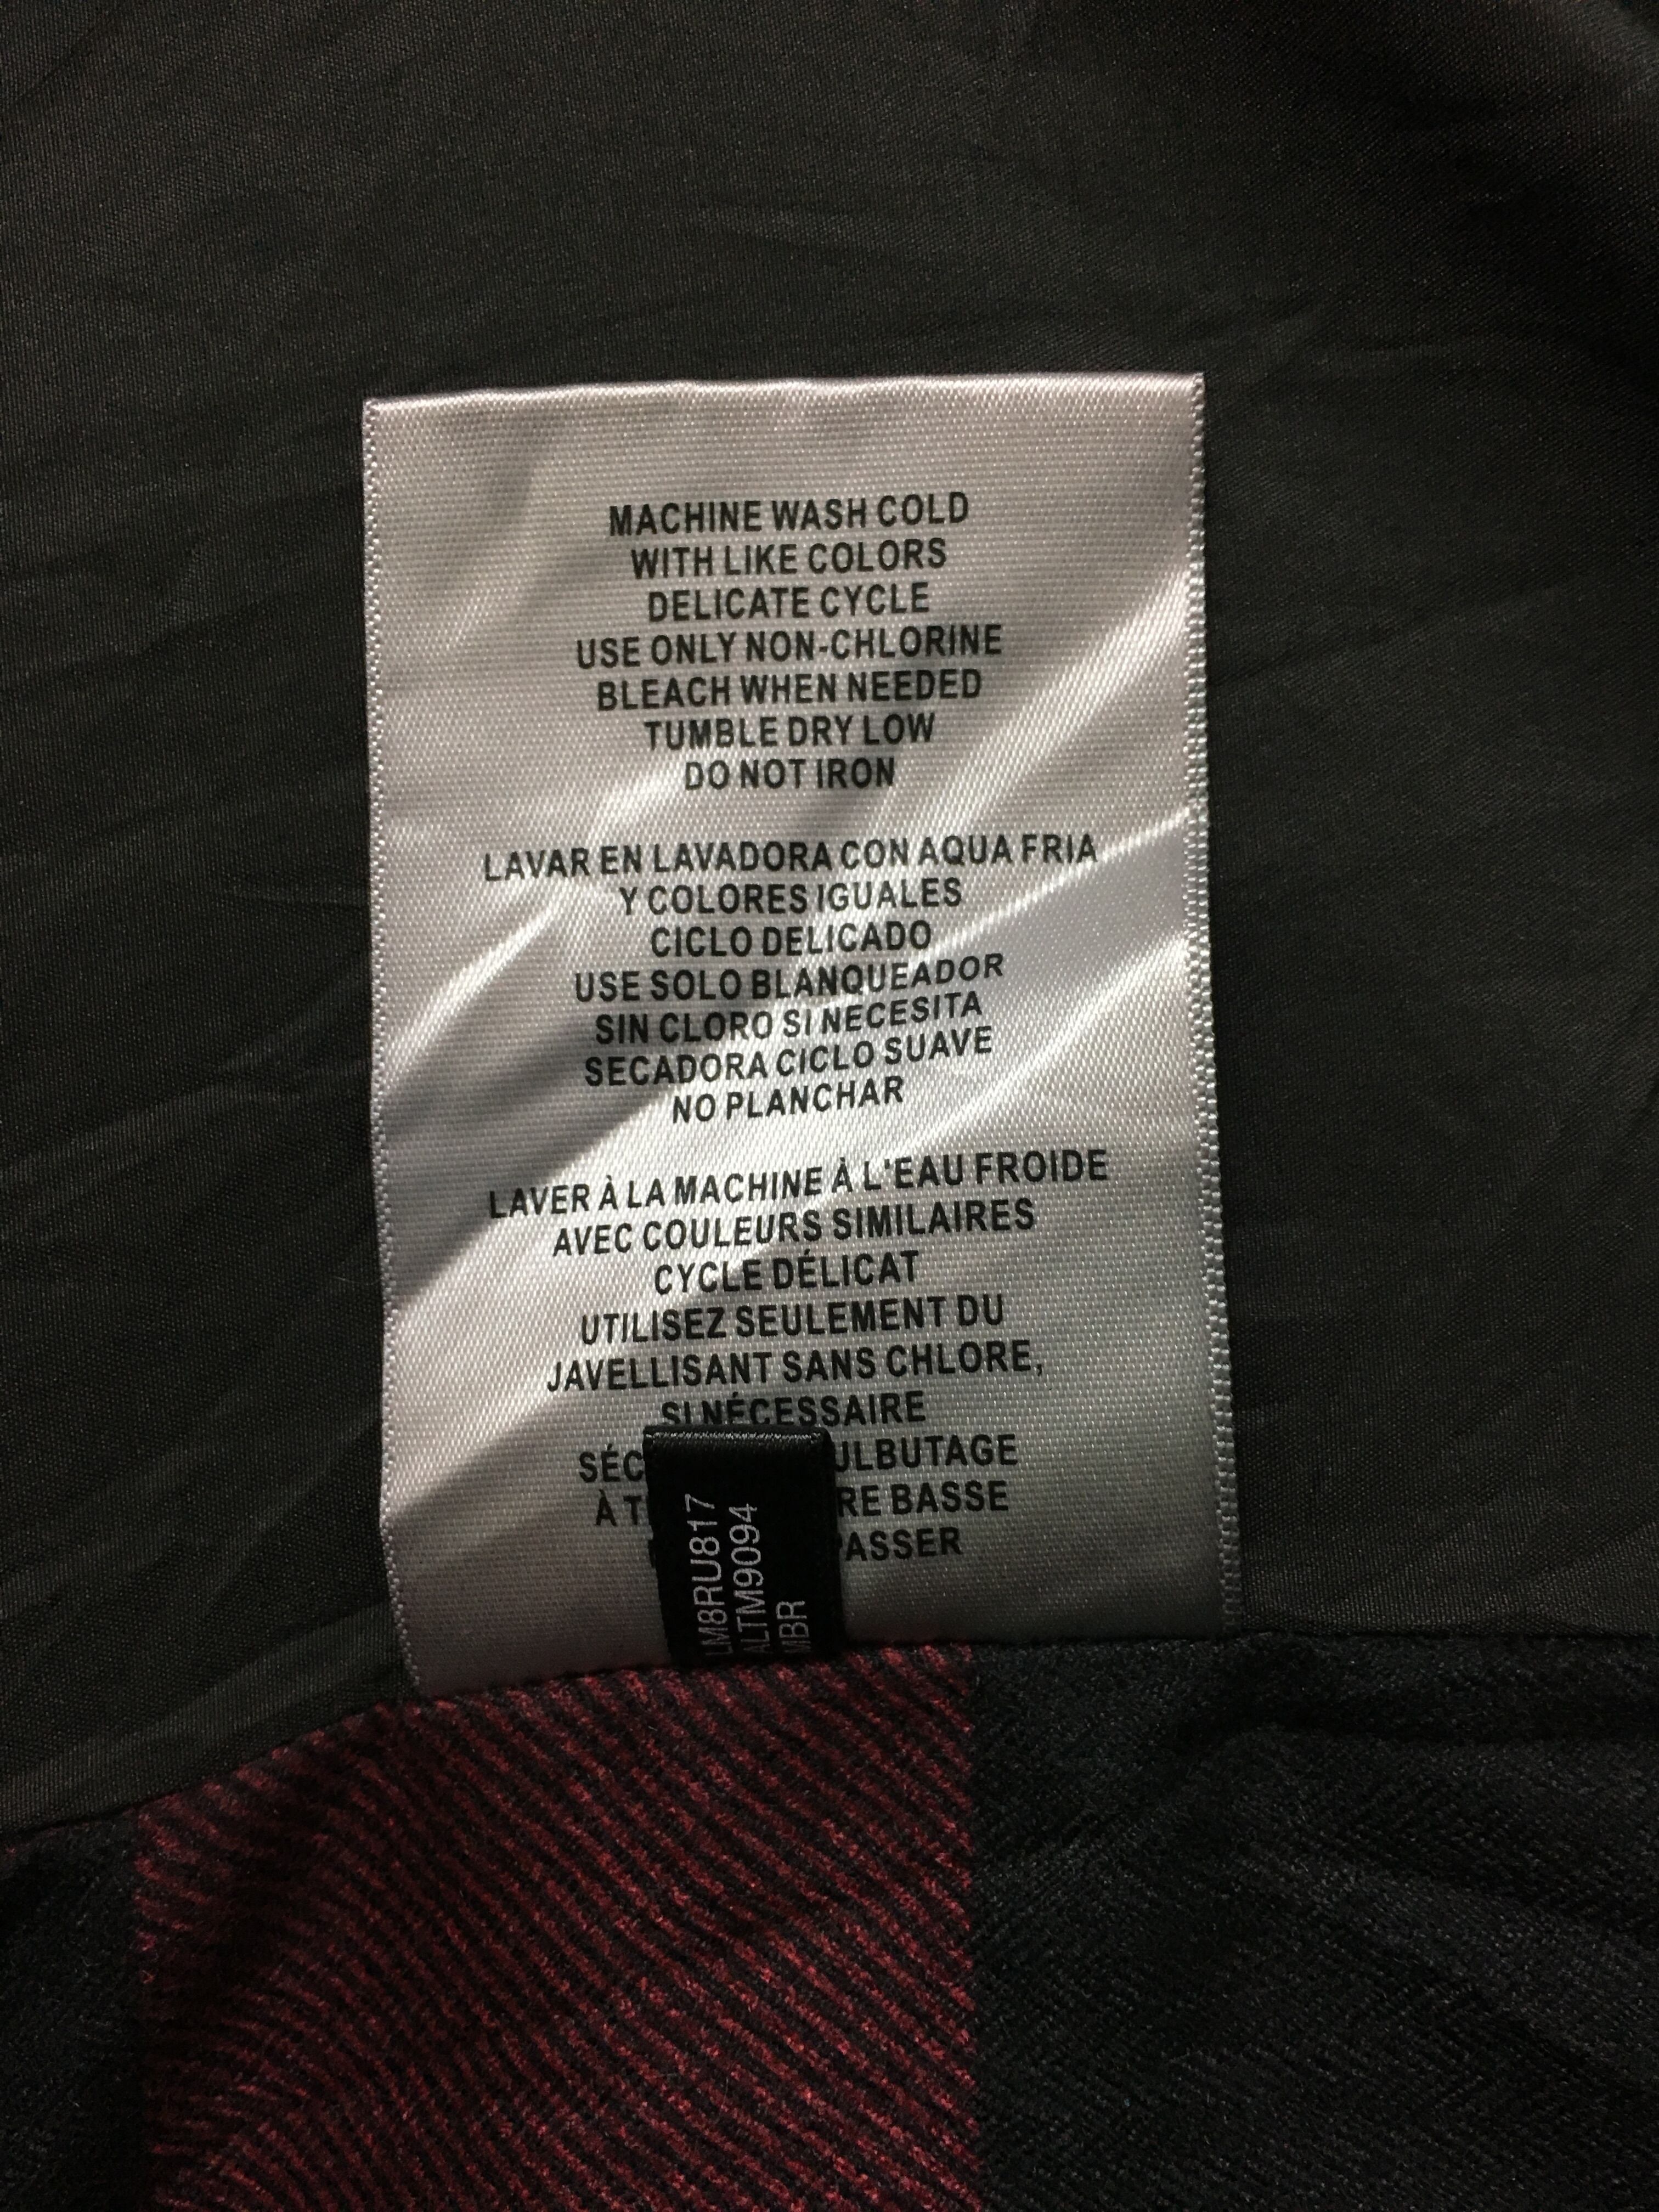 MACHINE WASH COLD
WITH LIKE COLORS
DELICATE CYCLE
USE ONLY NON-CHLORINE
BLEACH WHEN NEEDED
TUMBLE DRY LOW
DO NOT IRON
LAVAR EN LAVADORA CON AQUA FRIA
Y COLORES IGUALES
CICLO DELICADO
USE SOLO BLANQUEADOR
SIN CLORO SI NECESITA
SECADORA CICLO SUAVE
NO PLANCHAR
LAVER À LA MACHINE À L'EAU FROIDE
AVEC COULEURS SIMILAIRES
CYCLE DÉLICAT
UTILISEZ SEULEMENT DU
JAVELLISANT SANS CHLORE,
SI NÉCESSAIRE
BASSE
LM8RU817
ALTM9094